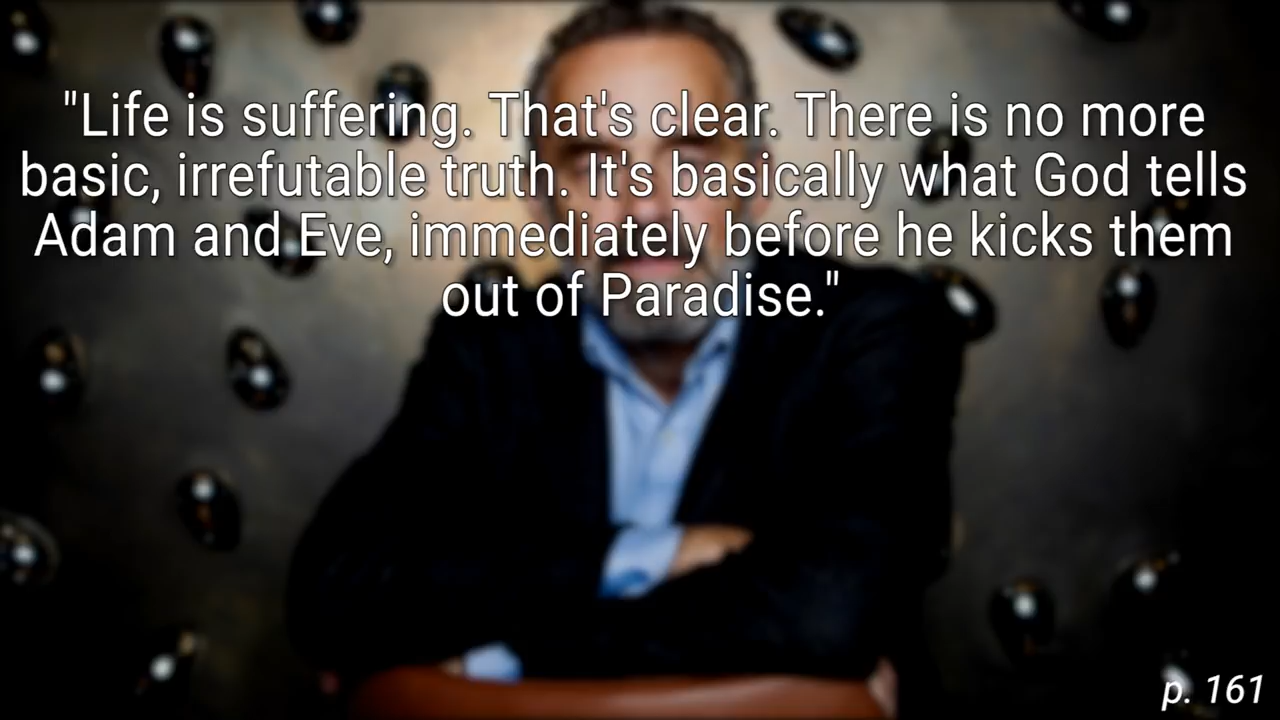 "Life is suffering. That's clear. There is no more
basic, irrefutable truth. It's basically what God tells
Adam and Eve, immediately before he kicks them
out of Paradise."
p. 161